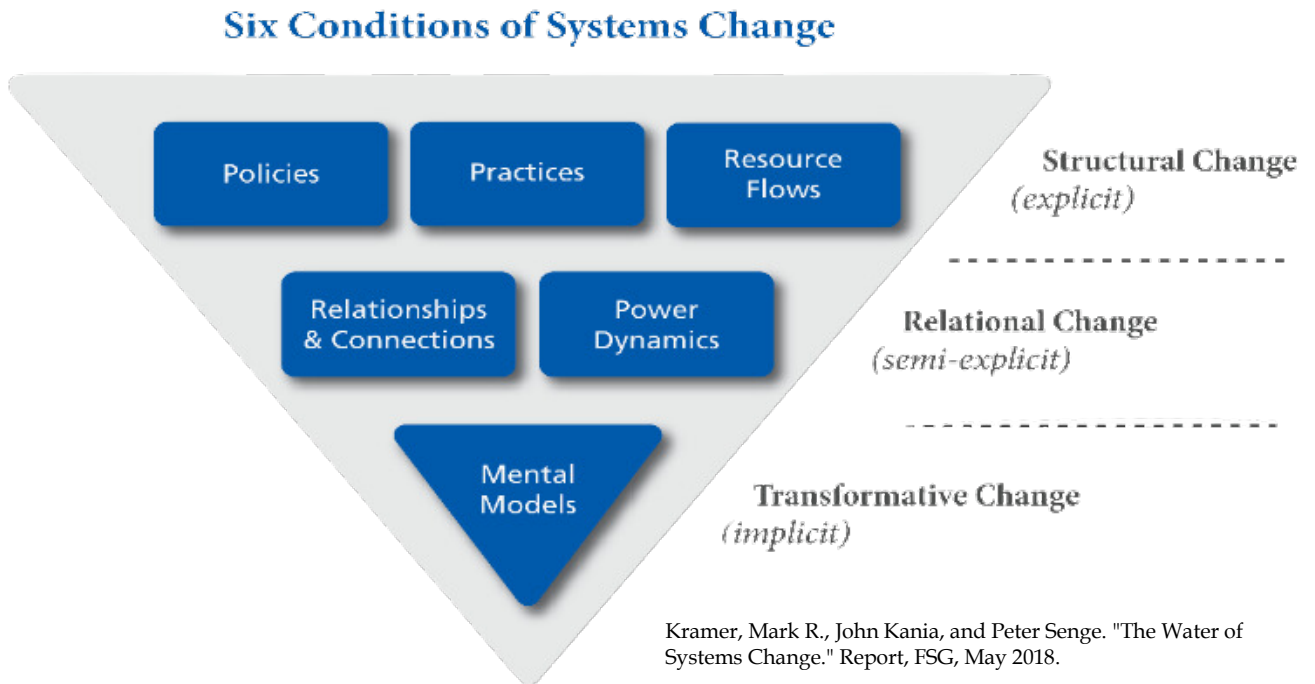 Six Conditions of Systems Change
Policies
Practices
Resource
Flows
Structural Change
(explicit)
Relationships
& Connections
Power
Dynamics
Relational Change
(semi-explicit)
Mental
Models
Transformative Change
(implicit)
Kramer, Mark R., John Kania, and Peter Senge. "The Water of
Systems Change." Report, FSG, May 2018.